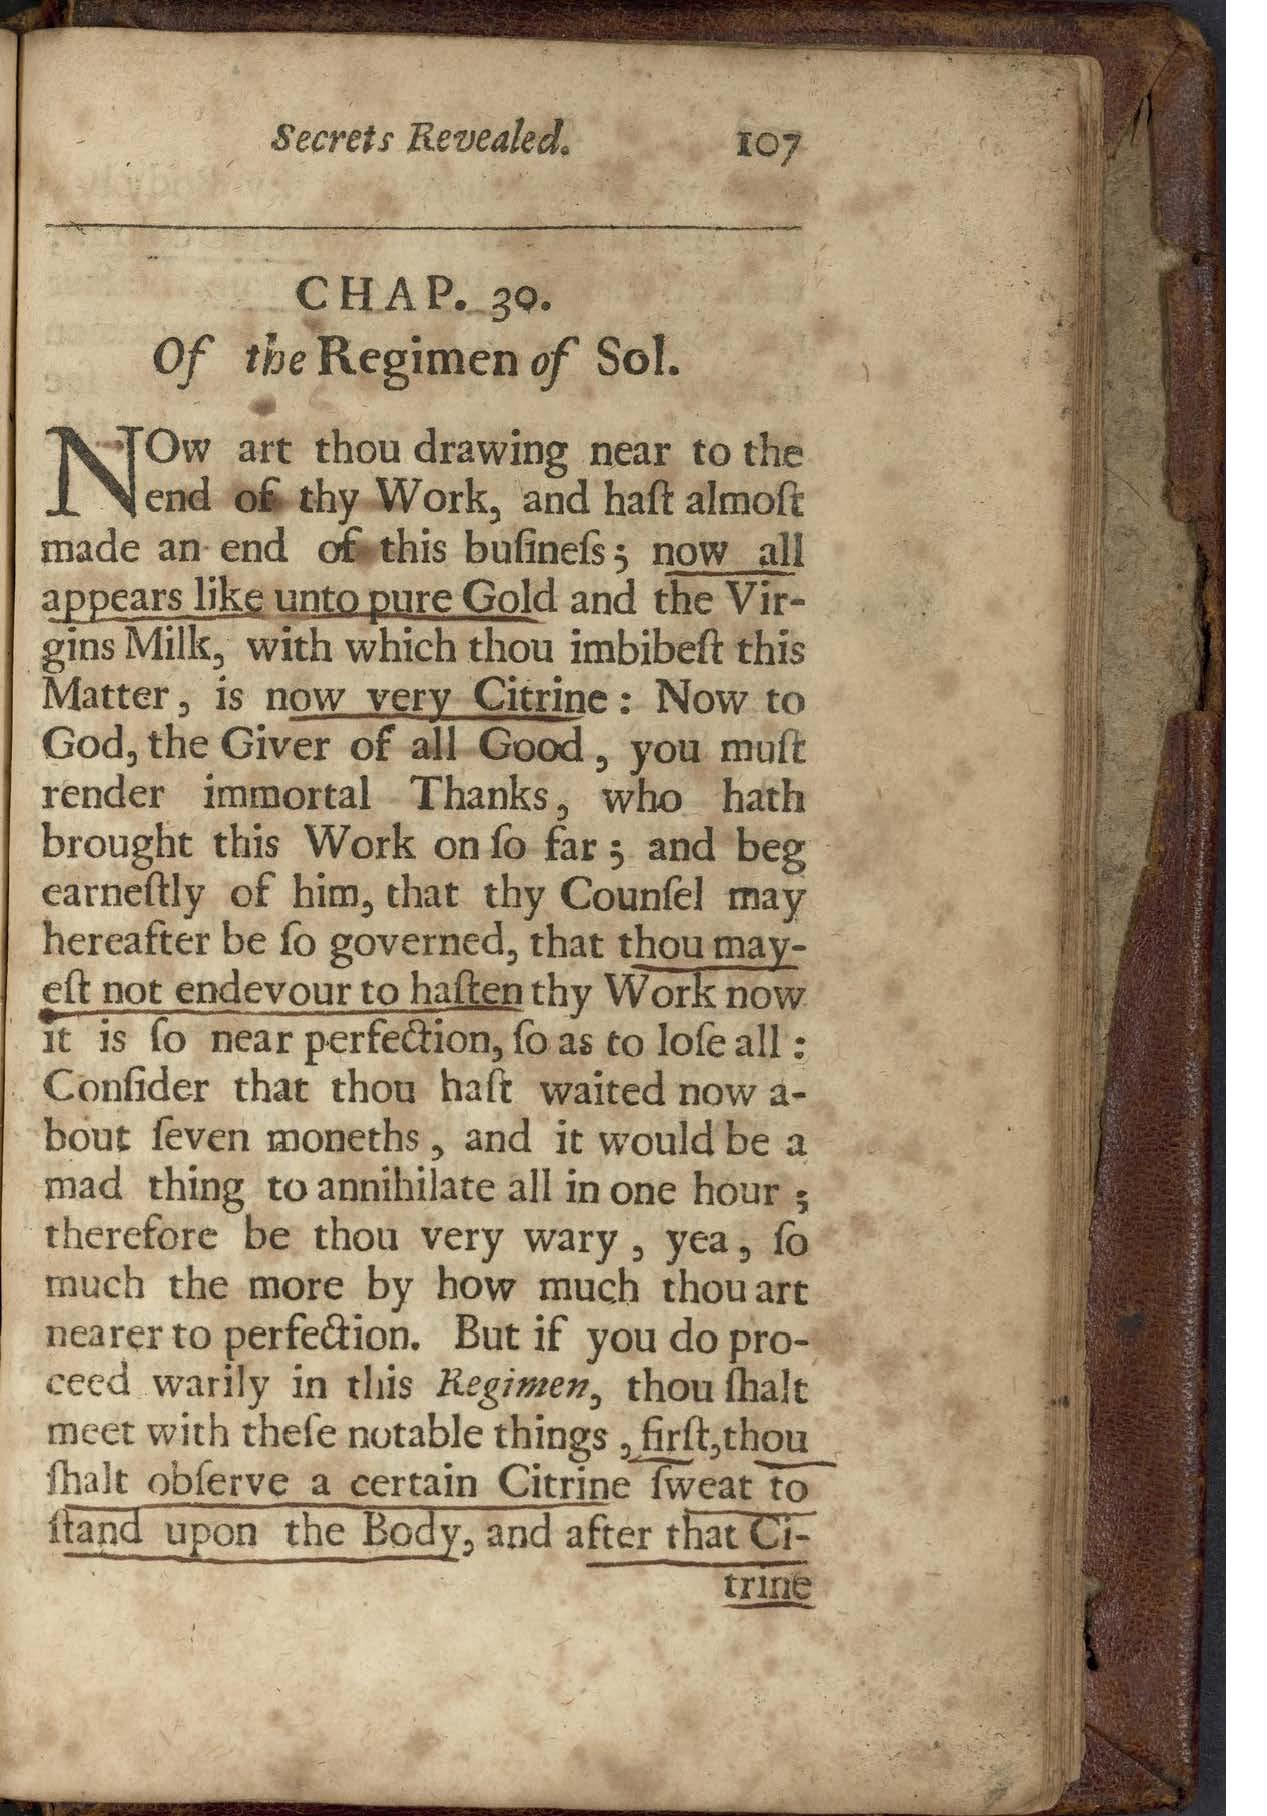 Secrets Revealed. 107
CHAP. 30.
Of the Regimen of Sol.
NOw art thou drawing near to the
end of thy Work, and haſt almoſt
made an end of this buſineſs; now all
appears like unto pure Gold and the Vir-
gins Milk, with which thou imbibeſt this
Matter, is now very Citrine: Now to
God, the Giver of all Good, you muſt
render immortal Thanks, who hath
brought this Work on ſo far; and beg
earneſtly of him, that thy Counſel may
hereafter be ſo governed, that thou may-
eſt not endevour to haſten thy Work now
it is ſo near perfection, ſo as to loſe all:
Conſider that thou haſt waited now a-
bout ſeven moneths, and it would be a
mad thing to annihilate all in one hour;
therefore be thou very wary, yea, ſo
much the more by how much thou art
nearer to perfection. But if you do pro-
ceed warily in this Regimen, thou ſhalt
meet with theſe notable things, firſt, thou
ſhalt obſerve a certain Citrine ſweat to
ſtand upon the Body, and after that Ci-
trine